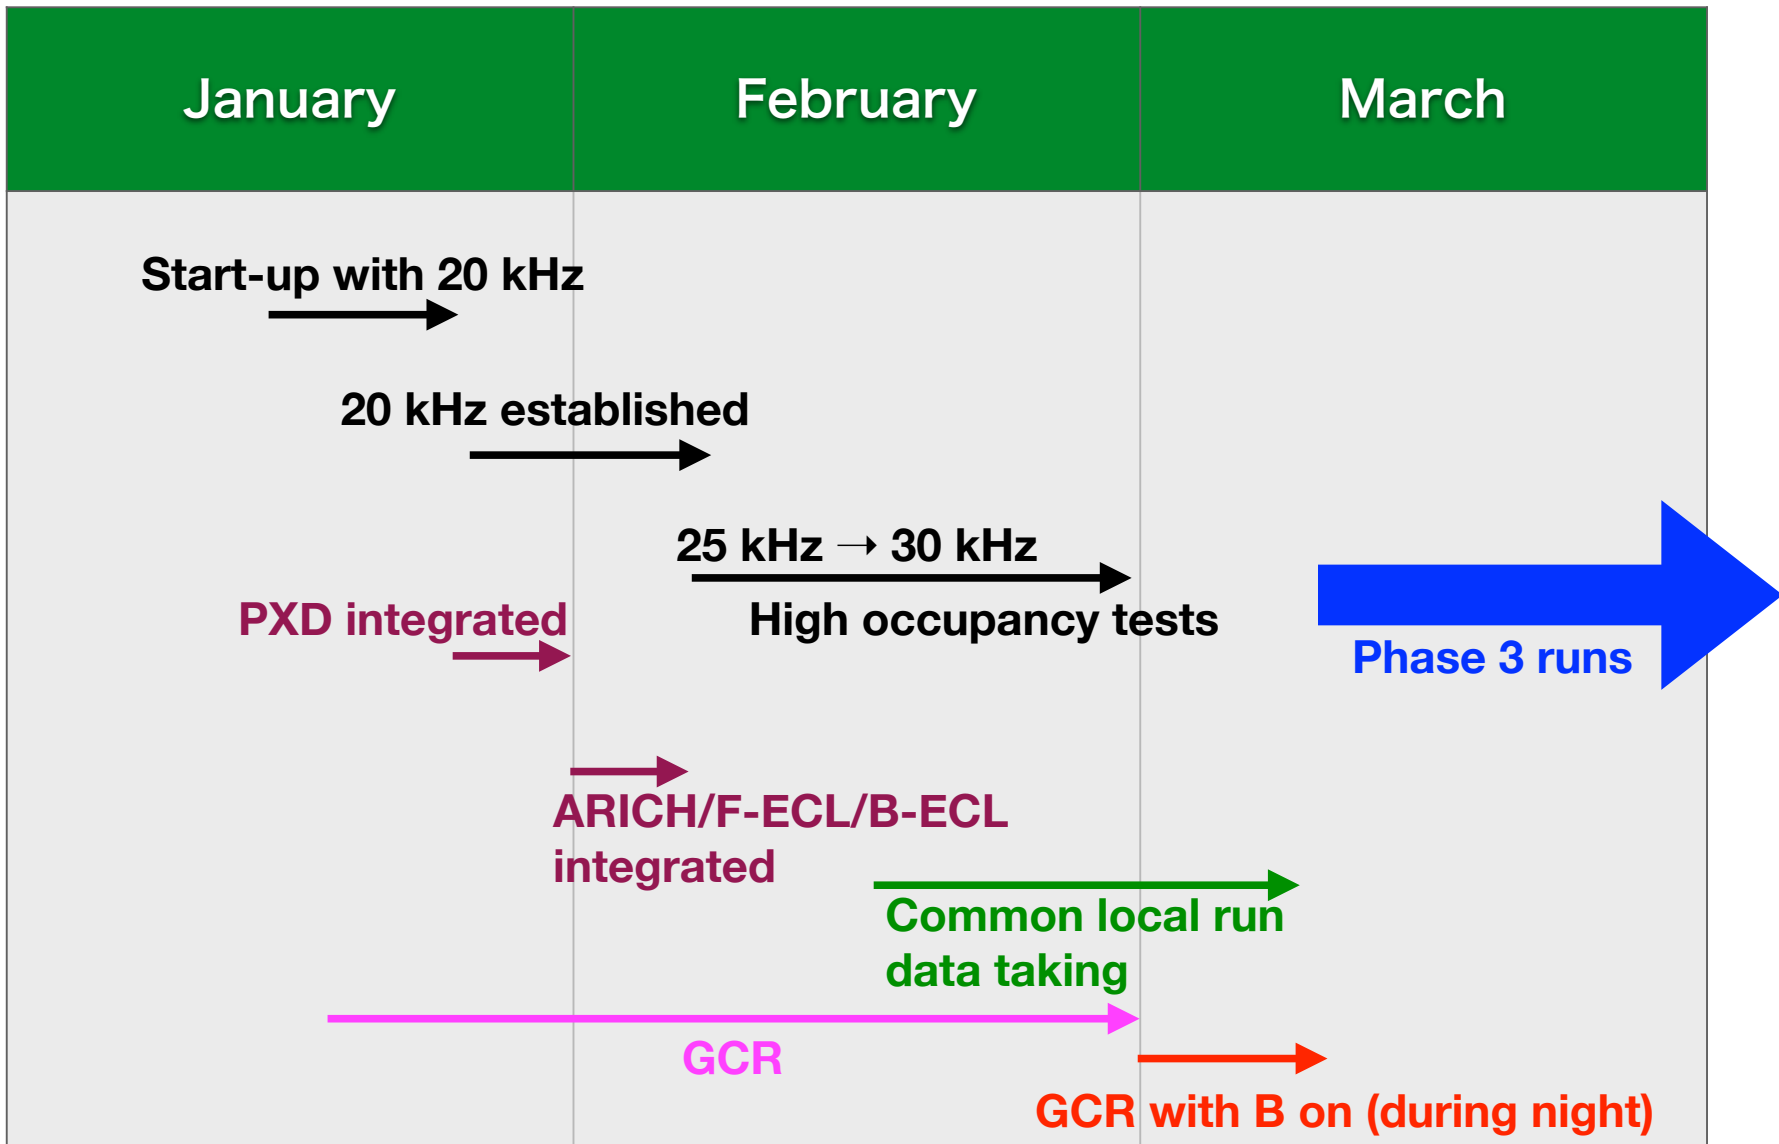 January
February
March
Start-up with 20 kHz
20 kHz established
25 kHz → 30 kHz
High occupancy tests
PXD integrated
Phase 3 runs
ARICH/F-ECL/B-ECL
integrated
Common local run
data taking
GCR
GCR with B on (during night)